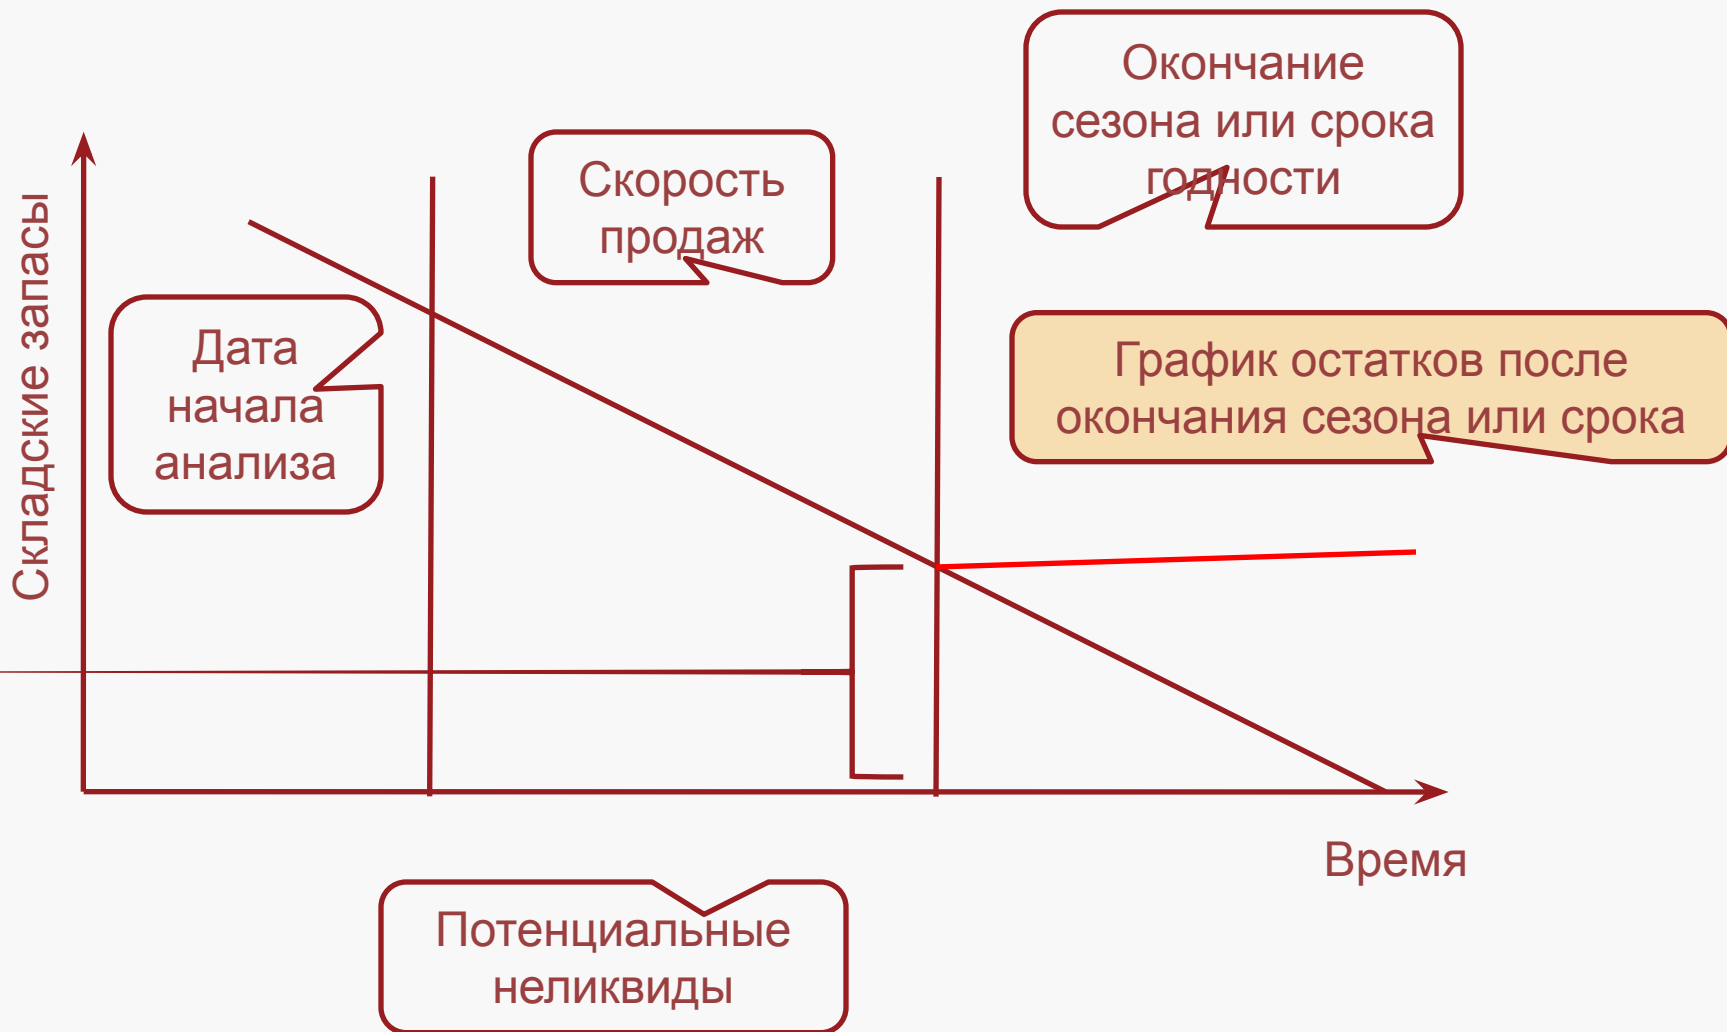 Окончание
сезона или срока
годности
Скорость
продаж
Складские запасы
Дата
начала
анализа
График остатков после
окончания сезона или срока
Время
Потенциальные
неликвиды